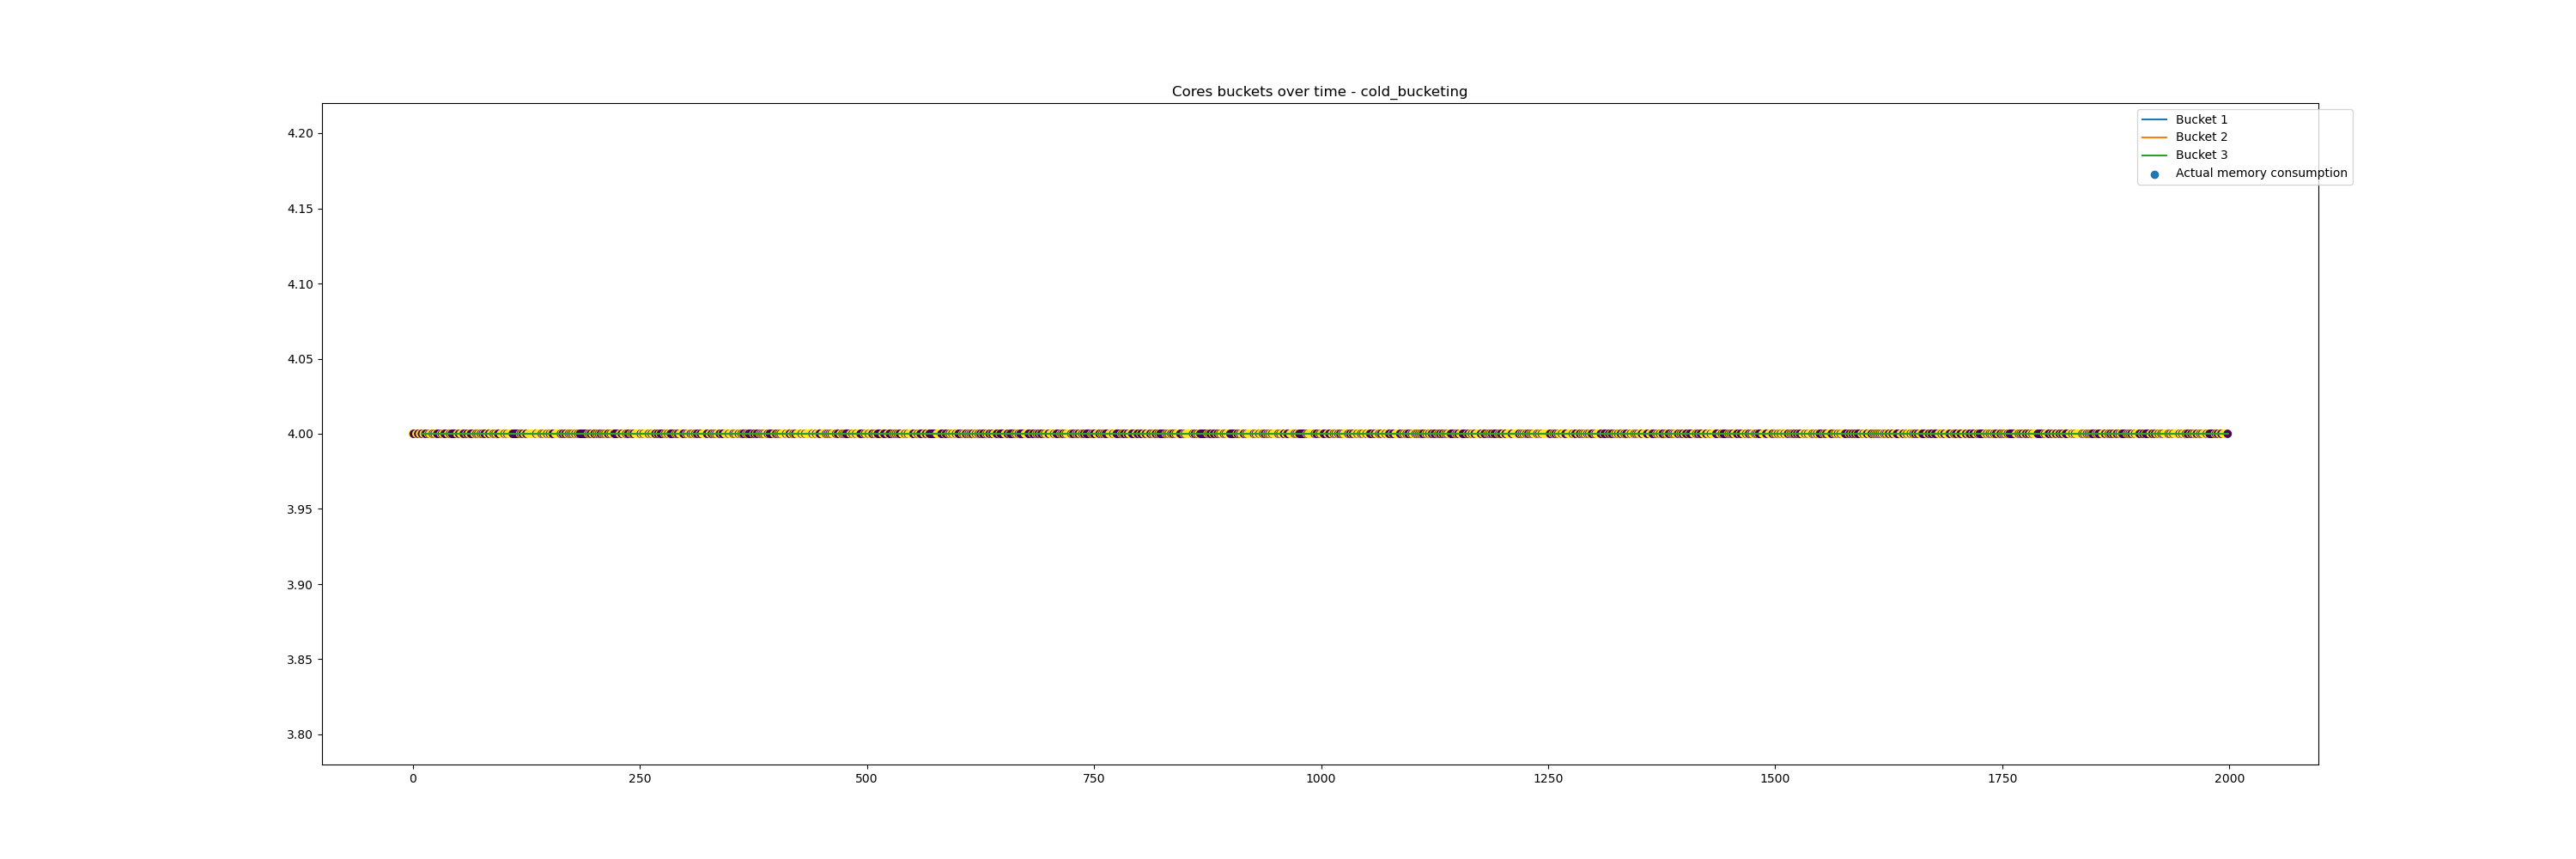 Cores buckets over time - cold_bucketing
Bucket 1
Bucket 2
Bucket 3
Actual memory consumption
4.20
4.15
4.10
4.05
4.00
3.95
3.90
3.85
3.80
0 250 500 750 1000 1250 1500 1750 2000